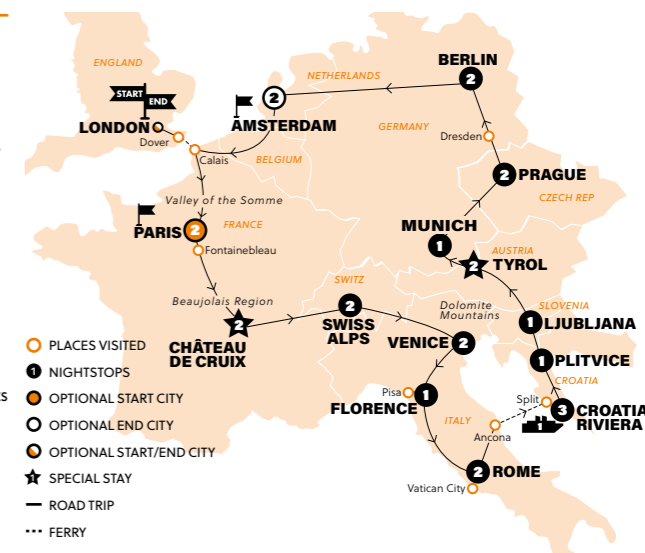 ENGLAND
START
END
LONDON
Dover
Calais
NETHERLANDS
2
AMSTERDAM
BELGIUM
BERLIN
2
GERMANY
Dresden
2
PRAGUE
CZECH REP
Valley of the Somme
PARIS
2
FRANCE
Fontainebleau
MUNICH
1
AUSTRIA
2
TYROL
Beaujolais Region
2
CHÂTEAU
DE CRUIX
SWITZ
2
SWISS
ALPS
Dolomite
Mountains
VENICE
2
SLOVENIA
1
LJUBLJANA
1
PLITVICE
CROATIA
Split
3
CROATIA
RIVIERA
1
Pisa
1
FLORENCE
ITALY
Ancona
2
ROME
Vatican City
PLACES VISITED
1 NIGHTSTOPS
OPTIONAL START CITY
OPTIONAL END CITY
OPTIONAL START/END CITY
1 SPECIAL STAY
ROAD TRIP
FERRY